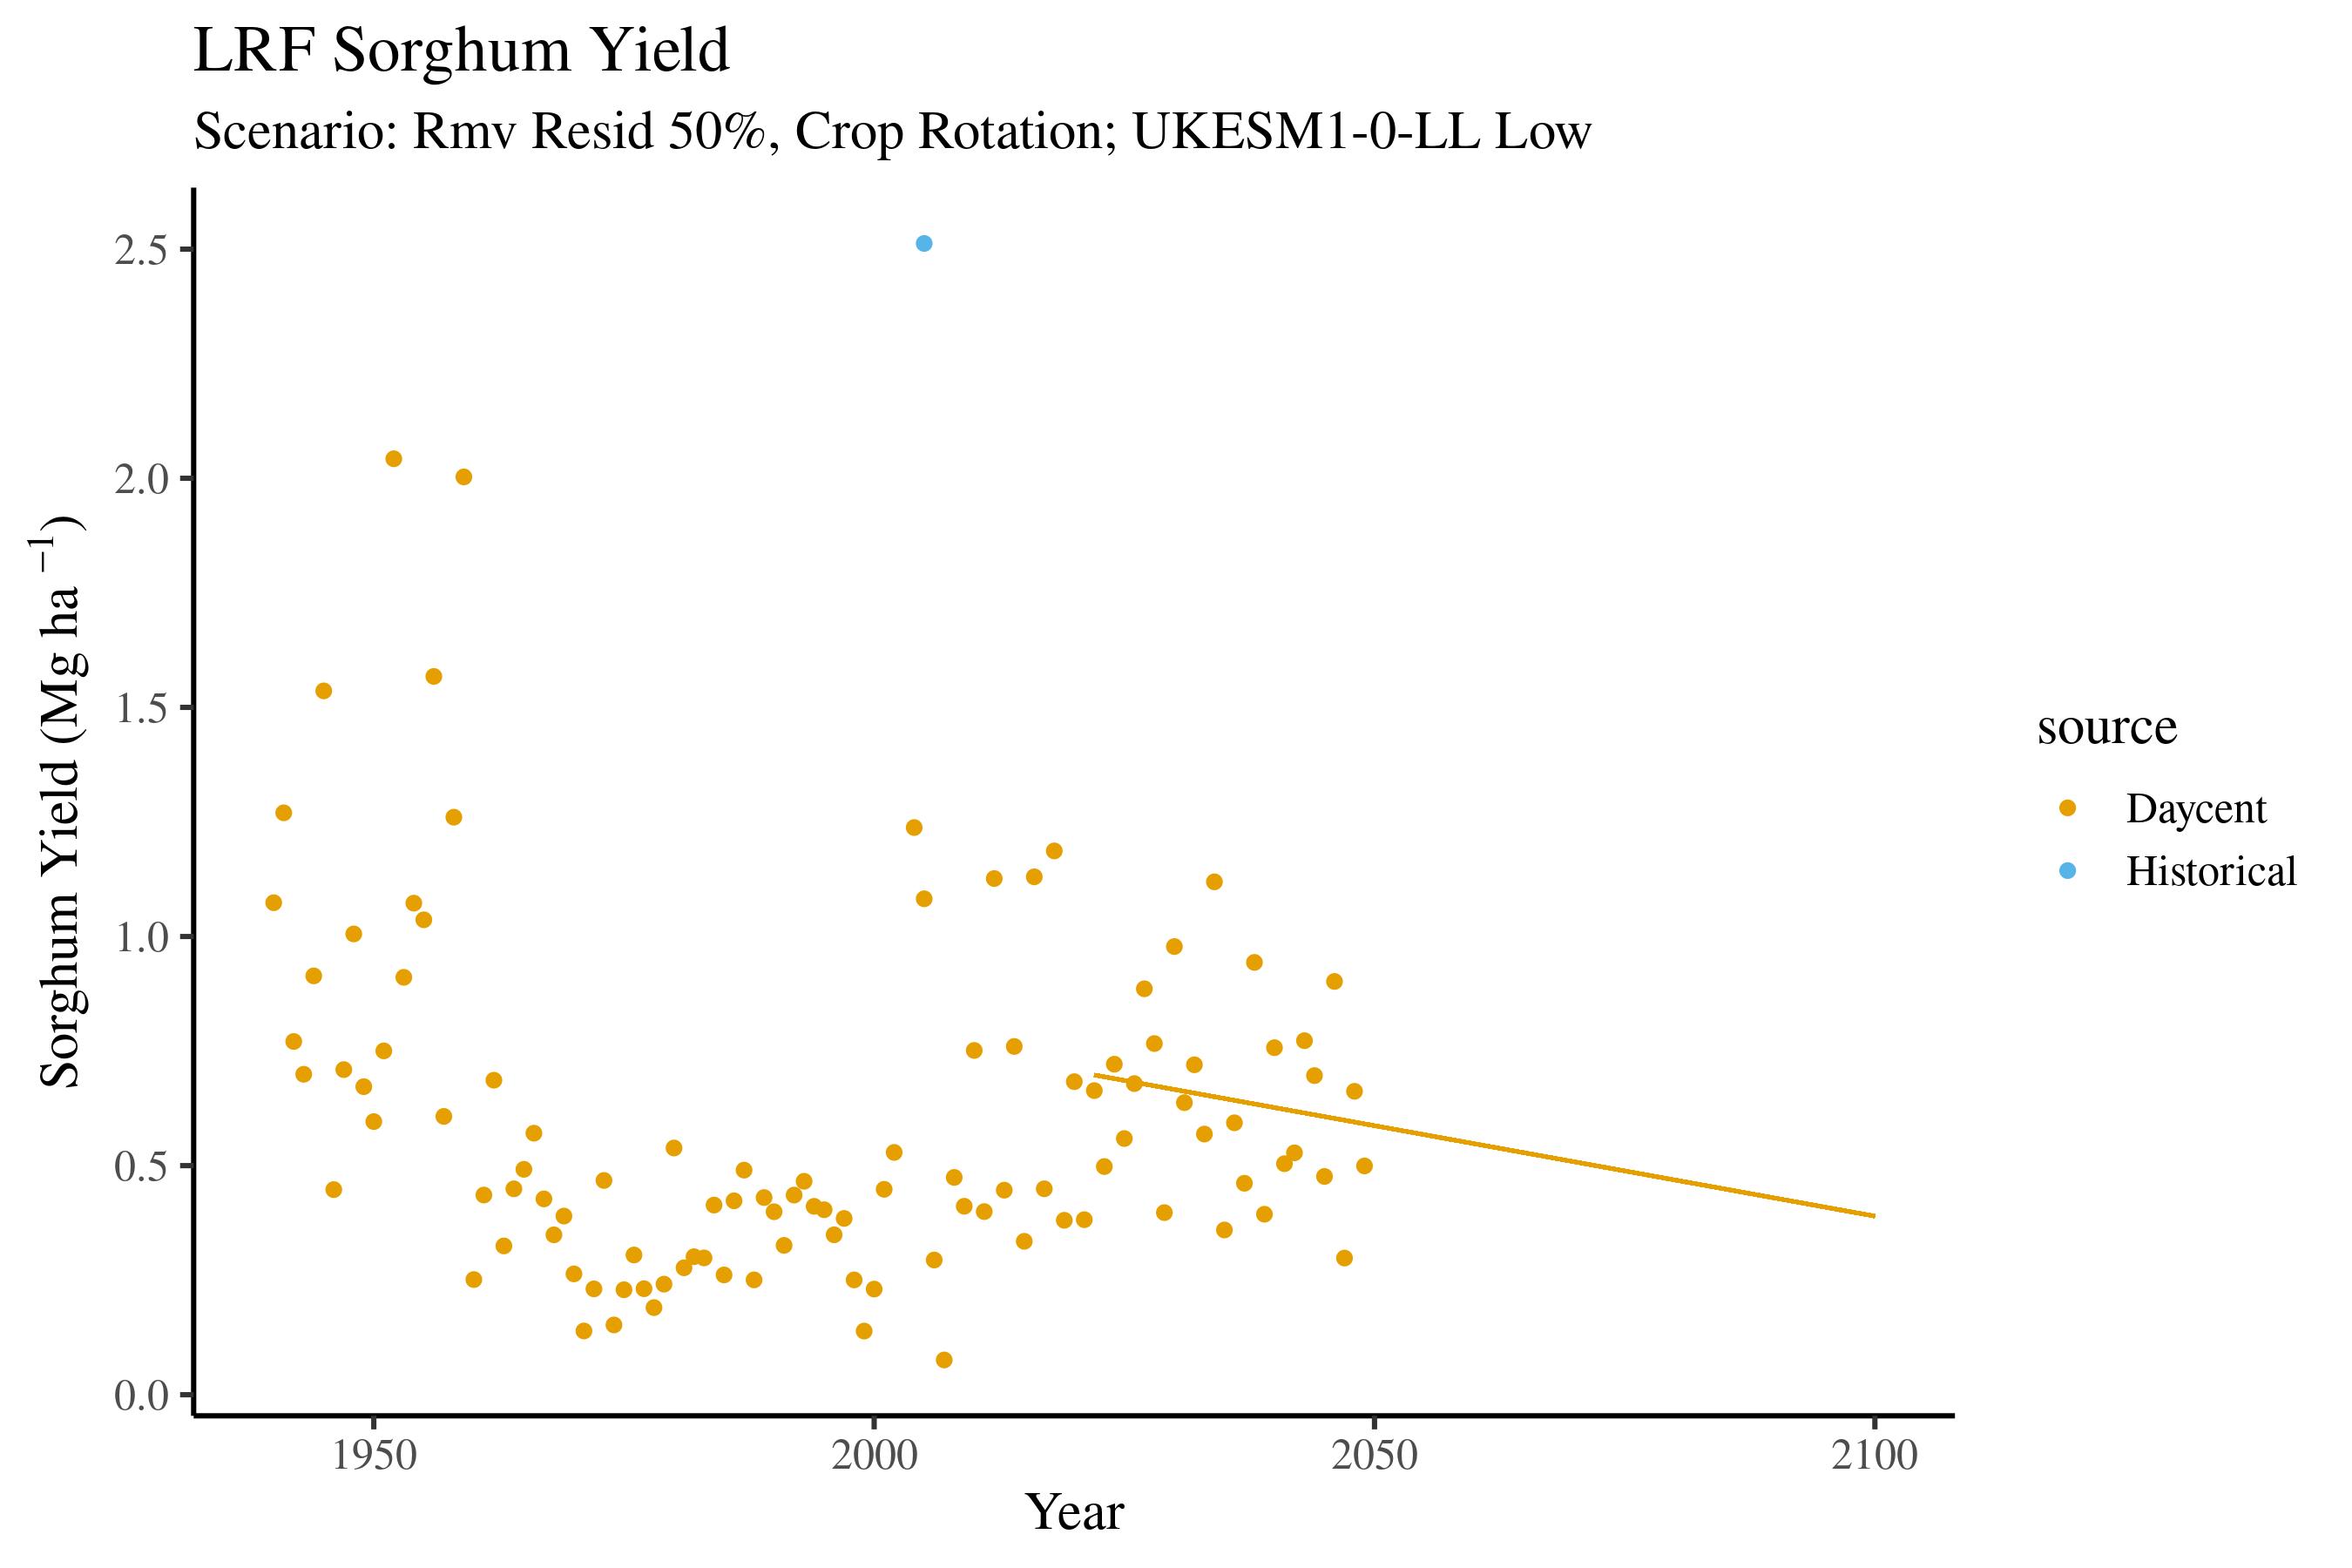 LRF Sorghum Yield
Scenario: Rmv Resid 50%, Crop Rotation; UKESM1-0-LL Low
Sorghum Yield (Mg ha −1)
2.5
2.0
1.5
1.0
0.5
0.0
1950 2000 2050 2100
Year
source
Daycent
Historical